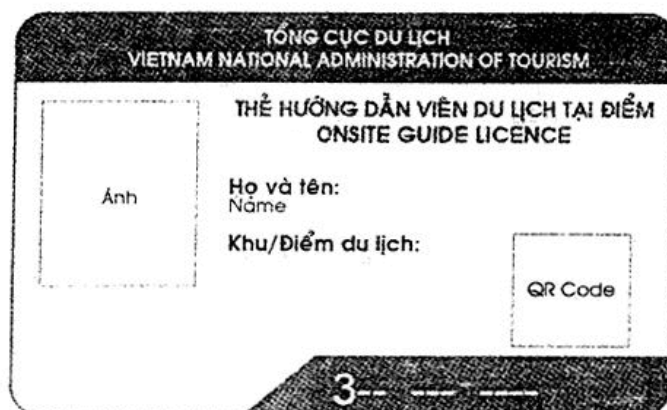 TỔNG CỤC DU LỊCH
VIETNAM NATIONAL ADMINISTRATION OF TOURISM
THẺ HƯỚNG DẪN VIÊN DU LỊCH TẠI ĐIỂM
ONSITE GUIDE LICENCE
Ảnh
Họ và tên:
Name
Khu/Điểm du lịch:
QR Code
3-- --- ----